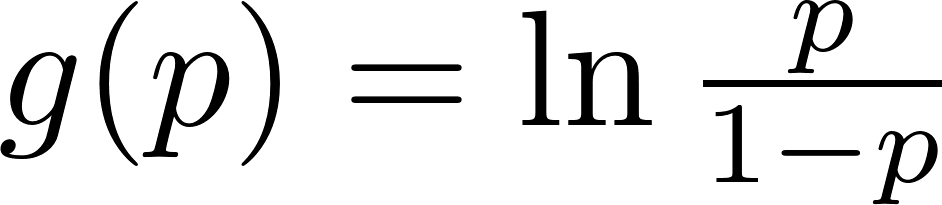 g(p) = ln p/(1−p)